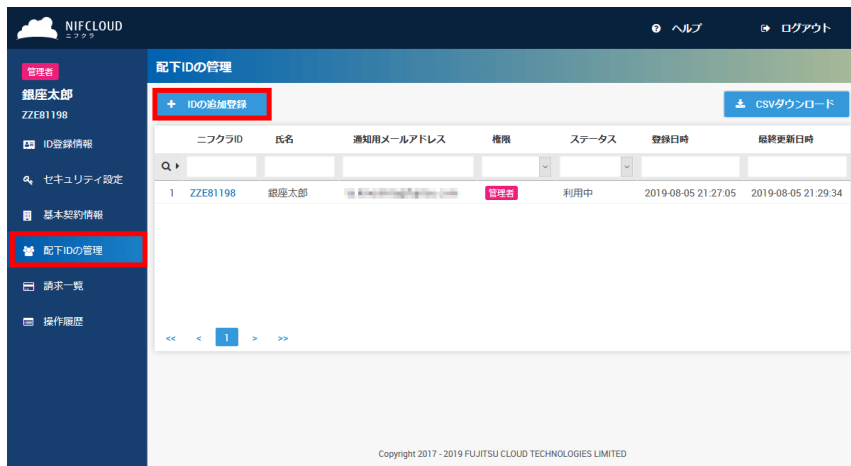 NIFCLOUD
ニフクラ
ヘルプ
ログアウト
管理者
銀座太郎
ZZE81198
ID登録情報
セキュリティ設定
基本契約情報
配下IDの管理
請求一覧
操作履歴
配下IDの管理
+ IDの追加登録
CSVダウンロード
ニフクラID 氏名 通知用メールアドレス 権限 ステータス 登録日時 最終更新日時
1 ZZE81198 銀座太郎 管理者 利用中 2019-08-05 21:27:05 2019-08-05 21:29:34
<< < 1 > >>
Copyright 2017 - 2019 FUJITSU CLOUD TECHNOLOGIES LIMITED